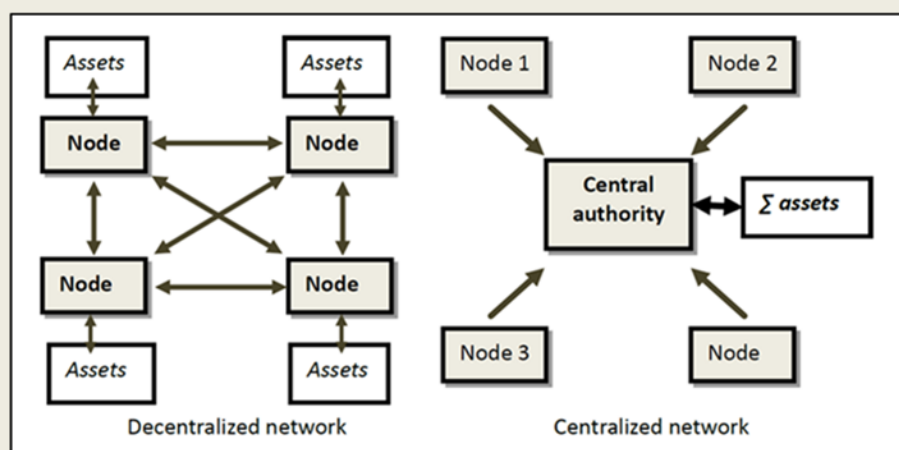 Assets
Assets
Node
Node
Node
Node
Assets
Assets
Decentralized network
Node 1
Node 2
Central
authority
∑ assets
Node 3
Node
Centralized network